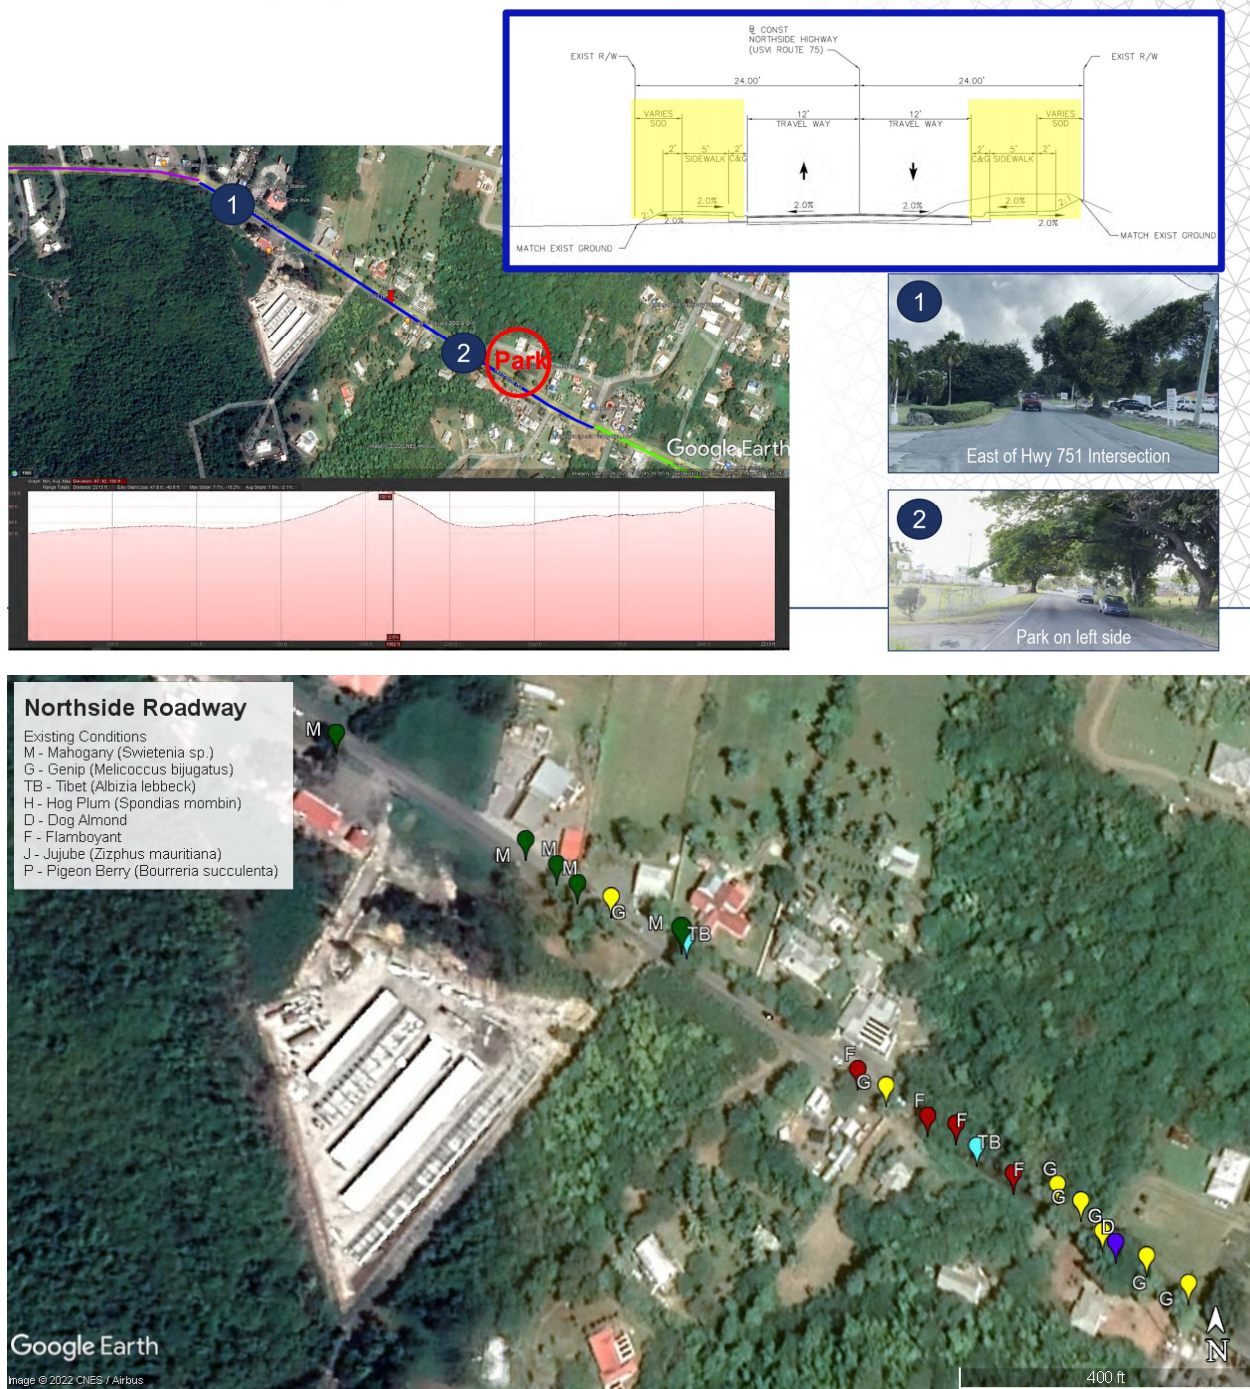 ℄ CONST
NORTHSIDE HIGHWAY
(USVI ROUTE 75)
EXIST R/W
EXIST R/W
24.00'
24.00'
VARIES
SOD
12'
TRAVEL WAY
12'
TRAVEL WAY
VARIES
SOD
2'
5'
SIDEWALK
2'
C&G
2'
C&G
5'
SIDEWALK
2'
2.0%
2.0%
2:1
2.0%
2.0%
2.0%
2:1
2.0%
MATCH EXIST GROUND
MATCH EXIST GROUND
1
2
Park
Google Earth
1
East of Hwy 751 Intersection
2
Park on left side
Northside Roadway
Existing Conditions
M - Mahogany (Swietenia sp.)
G - Genip (Melicoccus bijugatus)
TB - Tibet (Albizia lebbeck)
H - Hog Plum (Spondias mombin)
D - Dog Almond
F - Flamboyant
J - Jujube (Zizphus mauritiana)
P - Pigeon Berry (Bourreria succulenta)
M
M
M
M
G
M
TB
F
G
F
F
TB
F
G
G
G
D
G
G
N
400 ft
Google Earth
Image © 2022 CNES / Airbus